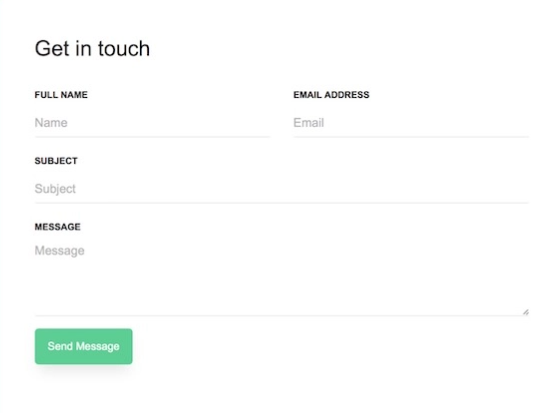 Get in touch
FULL NAME
EMAIL ADDRESS
Name
Email
SUBJECT
Subject
MESSAGE
Message
Send Message